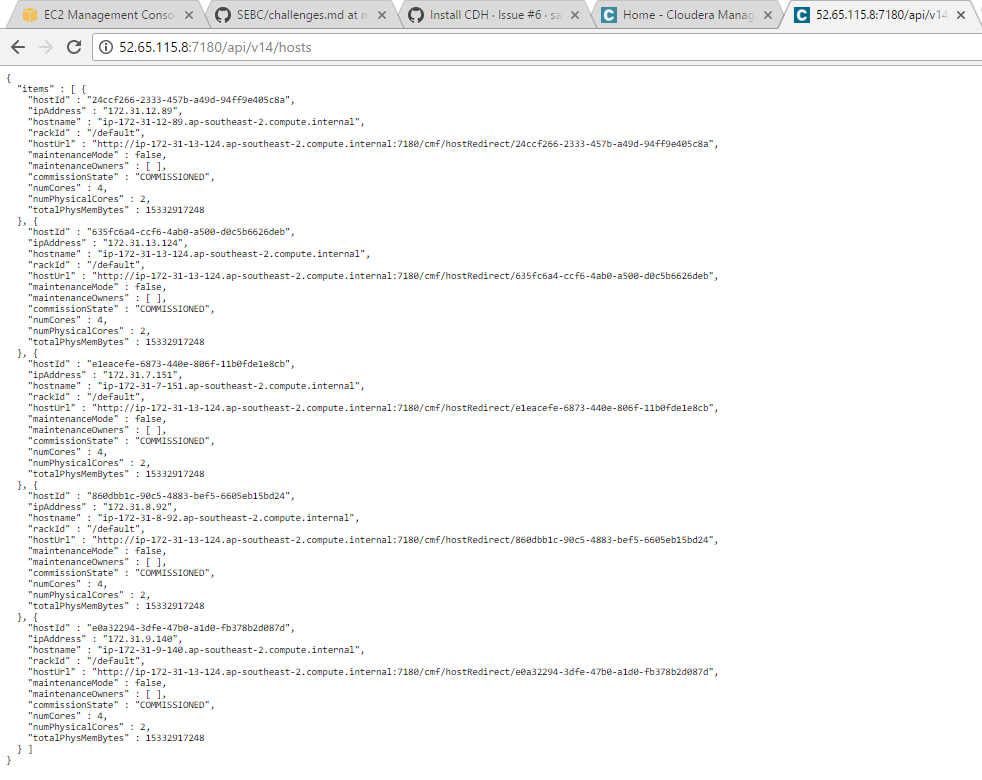 EC2 Management Conso
SEBC/challenges.md at m
Install CDH · Issue #6 · sa
Home - Cloudera Manag
52.65.115.8:7180/api/v14
52.65.115.8:7180/api/v14/hosts
{
  "items" : [ {
    "hostId" : "24ccf266-2333-457b-a49d-94ff9e405c8a",
    "ipAddress" : "172.31.12.89",
    "hostname" : "ip-172-31-12-89.ap-southeast-2.compute.internal",
    "rackId" : "/default",
    "hostUrl" : "http://ip-172-31-13-124.ap-southeast-2.compute.internal:7180/cmf/hostRedirect/24ccf266-2333-457b-a49d-94ff9e405c8a",
    "maintenanceMode" : false,
    "maintenanceOwners" : [ ],
    "commissionState" : "COMMISSIONED",
    "numCores" : 4,
    "numPhysicalCores" : 2,
    "totalPhysMemBytes" : 15332917248
  }, {
    "hostId" : "635fc6a4-ccf6-4ab0-a500-d0c5b6626deb",
    "ipAddress" : "172.31.13.124",
    "hostname" : "ip-172-31-13-124.ap-southeast-2.compute.internal",
    "rackId" : "/default",
    "hostUrl" : "http://ip-172-31-13-124.ap-southeast-2.compute.internal:7180/cmf/hostRedirect/635fc6a4-ccf6-4ab0-a500-d0c5b6626deb",
    "maintenanceMode" : false,
    "maintenanceOwners" : [ ],
    "commissionState" : "COMMISSIONED",
    "numCores" : 4,
    "numPhysicalCores" : 2,
    "totalPhysMemBytes" : 15332917248
  }, {
    "hostId" : "e1eacefe-6873-440e-806f-11b0fde1e8cb",
    "ipAddress" : "172.31.7.151",
    "hostname" : "ip-172-31-7-151.ap-southeast-2.compute.internal",
    "rackId" : "/default",
    "hostUrl" : "http://ip-172-31-13-124.ap-southeast-2.compute.internal:7180/cmf/hostRedirect/e1eacefe-6873-440e-806f-11b0fde1e8cb",
    "maintenanceMode" : false,
    "maintenanceOwners" : [ ],
    "commissionState" : "COMMISSIONED",
    "numCores" : 4,
    "numPhysicalCores" : 2,
    "totalPhysMemBytes" : 15332917248
  }, {
    "hostId" : "860dbb1c-90c5-4883-bef5-6605eb15bd24",
    "ipAddress" : "172.31.8.92",
    "hostname" : "ip-172-31-8-92.ap-southeast-2.compute.internal",
    "rackId" : "/default",
    "hostUrl" : "http://ip-172-31-13-124.ap-southeast-2.compute.internal:7180/cmf/hostRedirect/860dbb1c-90c5-4883-bef5-6605eb15bd24",
    "maintenanceMode" : false,
    "maintenanceOwners" : [ ],
    "commissionState" : "COMMISSIONED",
    "numCores" : 4,
    "numPhysicalCores" : 2,
    "totalPhysMemBytes" : 15332917248
  }, {
    "hostId" : "e0a32294-3dfe-47b0-a1d0-fb378b2d087d",
    "ipAddress" : "172.31.9.140",
    "hostname" : "ip-172-31-9-140.ap-southeast-2.compute.internal",
    "rackId" : "/default",
    "hostUrl" : "http://ip-172-31-13-124.ap-southeast-2.compute.internal:7180/cmf/hostRedirect/e0a32294-3dfe-47b0-a1d0-fb378b2d087d",
    "maintenanceMode" : false,
    "maintenanceOwners" : [ ],
    "commissionState" : "COMMISSIONED",
    "numCores" : 4,
    "numPhysicalCores" : 2,
    "totalPhysMemBytes" : 15332917248
  } ]
}